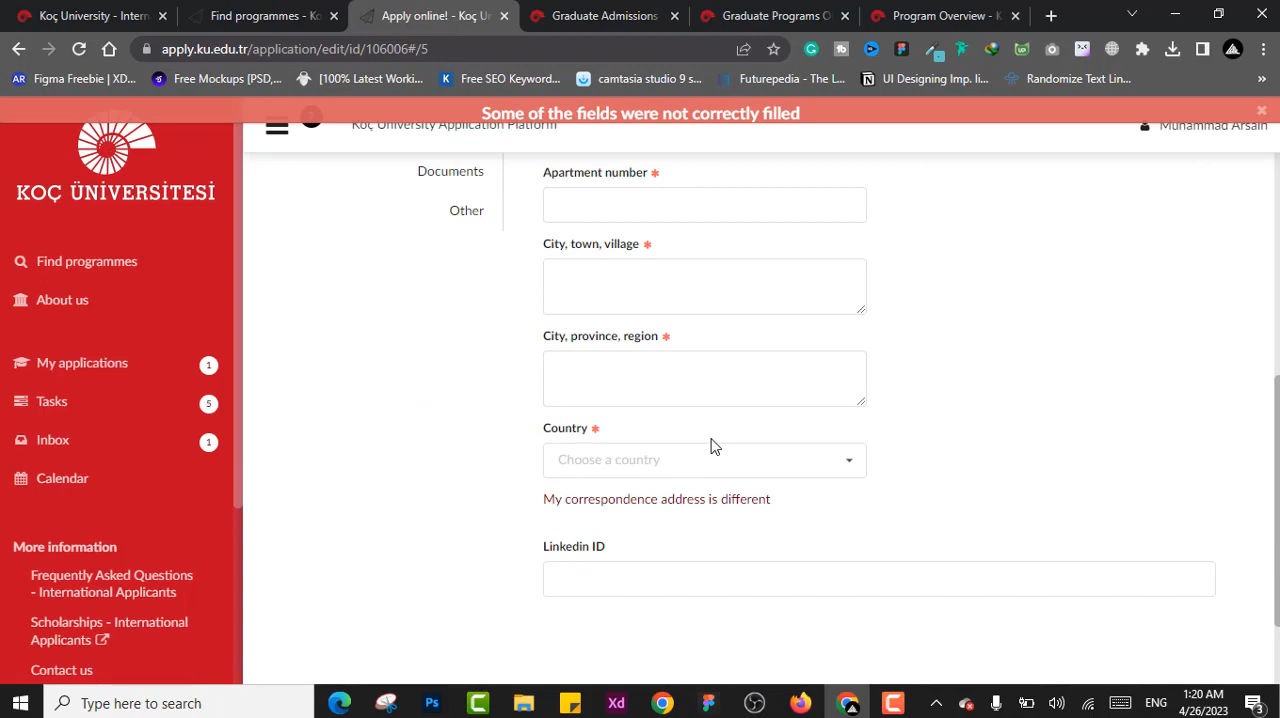 Koç University - Intern
Find programmes - Ko
Apply online! - Koç Un
Graduate Admissions
Graduate Programs O
Program Overview - K
apply.ku.edu.tr/application/edit/id/106006#/5
Figma Freebie | XD...
Free Mockups [PSD,...
[100% Latest Worki...
Free SEO Keyword...
camtasia studio 9 s...
Futurepedia - The L...
UI Designing Imp. li...
Randomize Text Lin...
»
Some of the fields were not correctly filled
Koç University Application Platform
Muhammad Arsain
KOÇ ÜNİVERSİTESİ
Find programmes
About us
My applications 1
Tasks 5
Inbox 1
Calendar
More information
Frequently Asked Questions
- International Applicants
Scholarships - International
Applicants
Contact us
Documents
Other
Apartment number *
City, town, village *
City, province, region *
Country *
Choose a country
My correspondence address is different
Linkedin ID
Type here to search
Ps
Xd
ENG
1:20 AM
4/26/2023
3